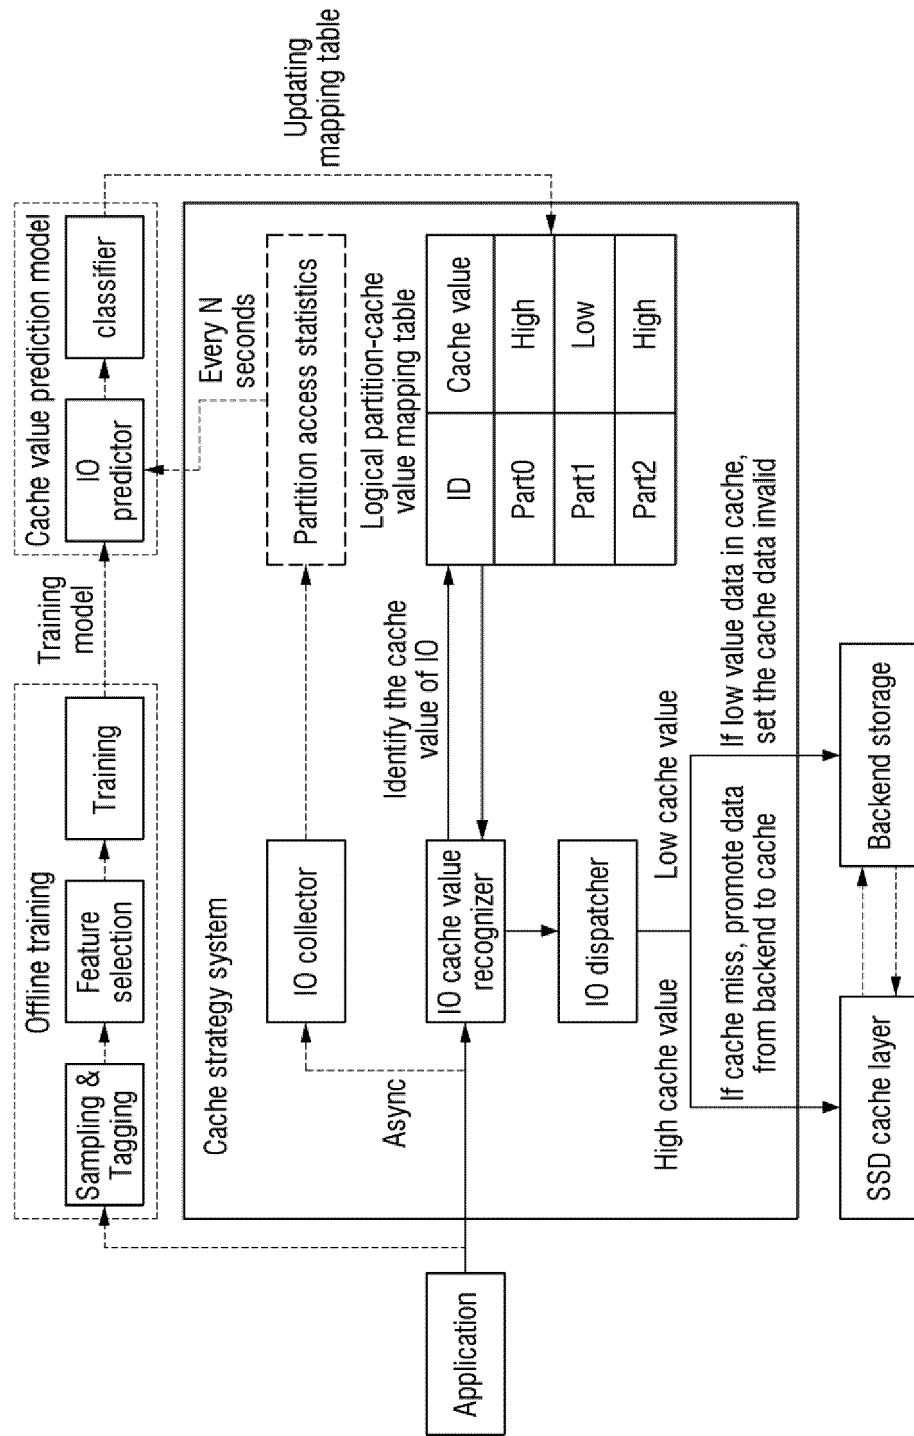 Offline training
Sampling &
Tagging
Feature
selection
Training
Training
model
Cache value prediction model
IO
predictor
classifier
Updating
mapping table
Cache strategy system
IO collector
Partition access statistics
Every N
seconds
Async
Application
IO cache value
recognizer
Identify the cache
value of IO
Logical partition-cache
value mapping table
ID
Cache value
Part0
High
Part1
Low
Part2
High
IO dispatcher
High cache value
Low cache value
If cache miss, promote data
from backend to cache
If low value data in cache,
set the cache data invalid
SSD cache layer
Backend storage